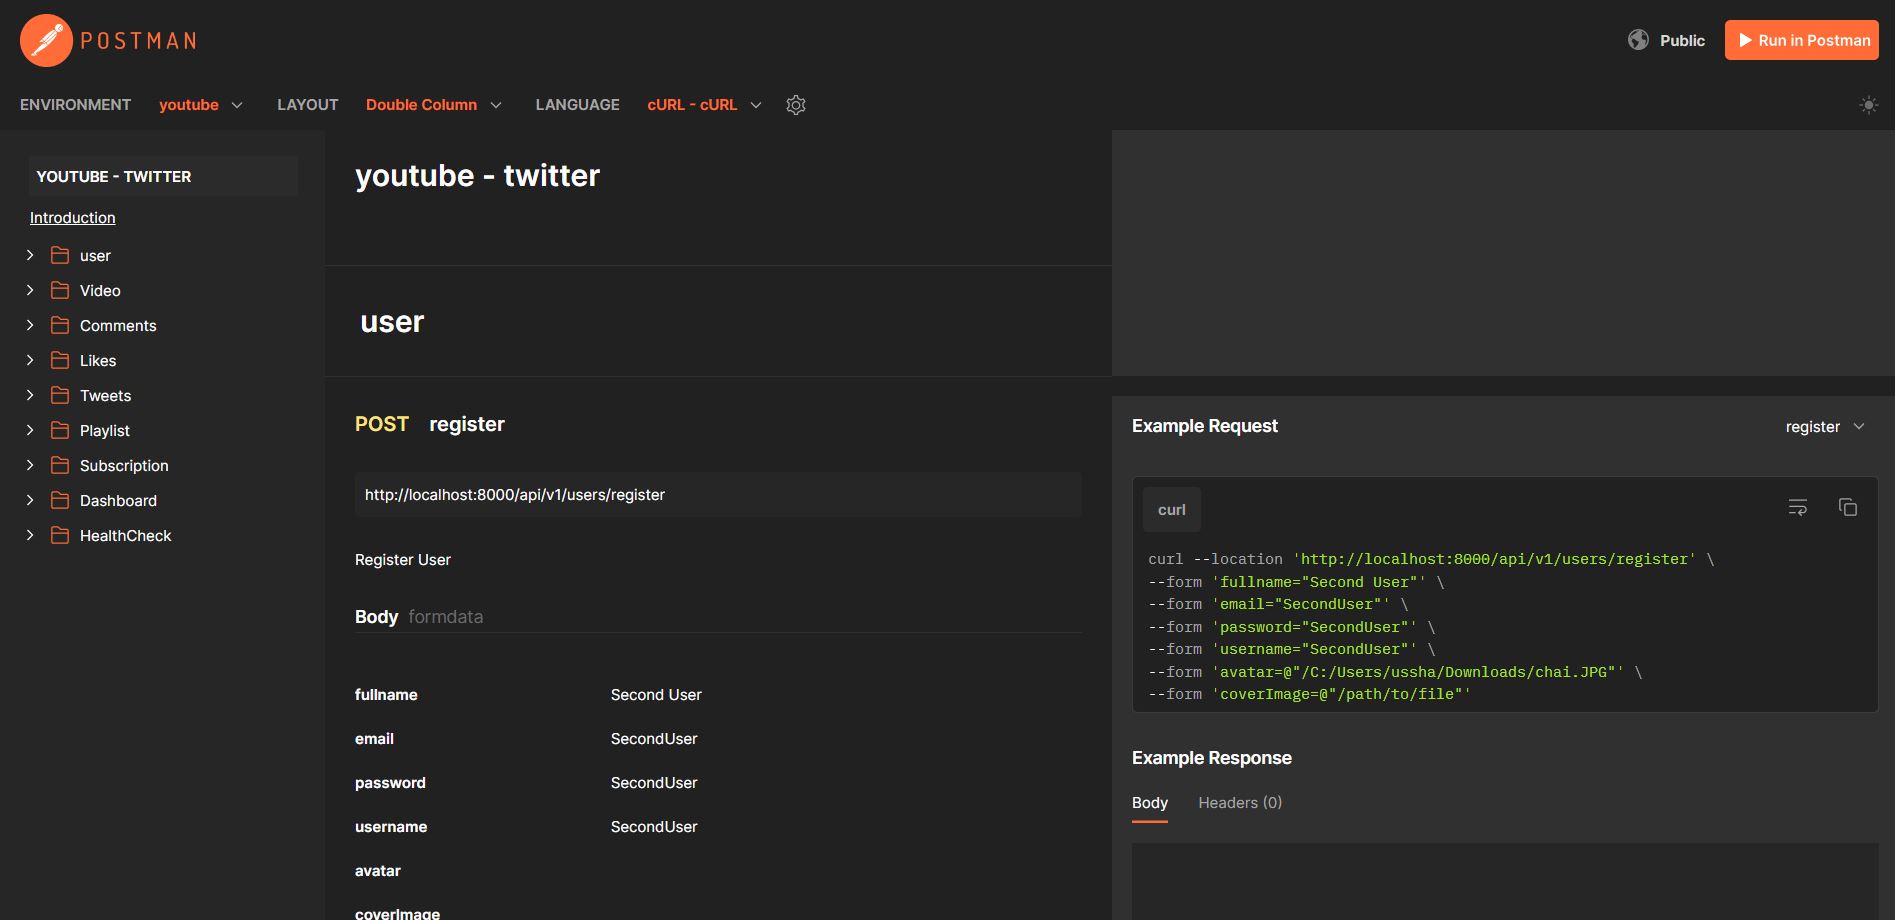 POSTMAN
Public
Run in Postman
ENVIRONMENT youtube LAYOUT Double Column LANGUAGE cURL - cURL
YOUTUBE - TWITTER
Introduction
user
Video
Comments
Likes
Tweets
Playlist
Subscription
Dashboard
HealthCheck
youtube - twitter
user
POST register
http://localhost:8000/api/v1/users/register
Register User
Body formdata
fullname Second User
email SecondUser
password SecondUser
username SecondUser
avatar
coverImage
Example Request register
curl
curl --location 'http://localhost:8000/api/v1/users/register' \
--form 'fullname="Second User"' \
--form 'email="SecondUser"' \
--form 'password="SecondUser"' \
--form 'username="SecondUser"' \
--form 'avatar=@"/C:/Users/ussha/Downloads/chai.JPG"' \
--form 'coverImage=@"/path/to/file"'
Example Response
Body Headers (0)